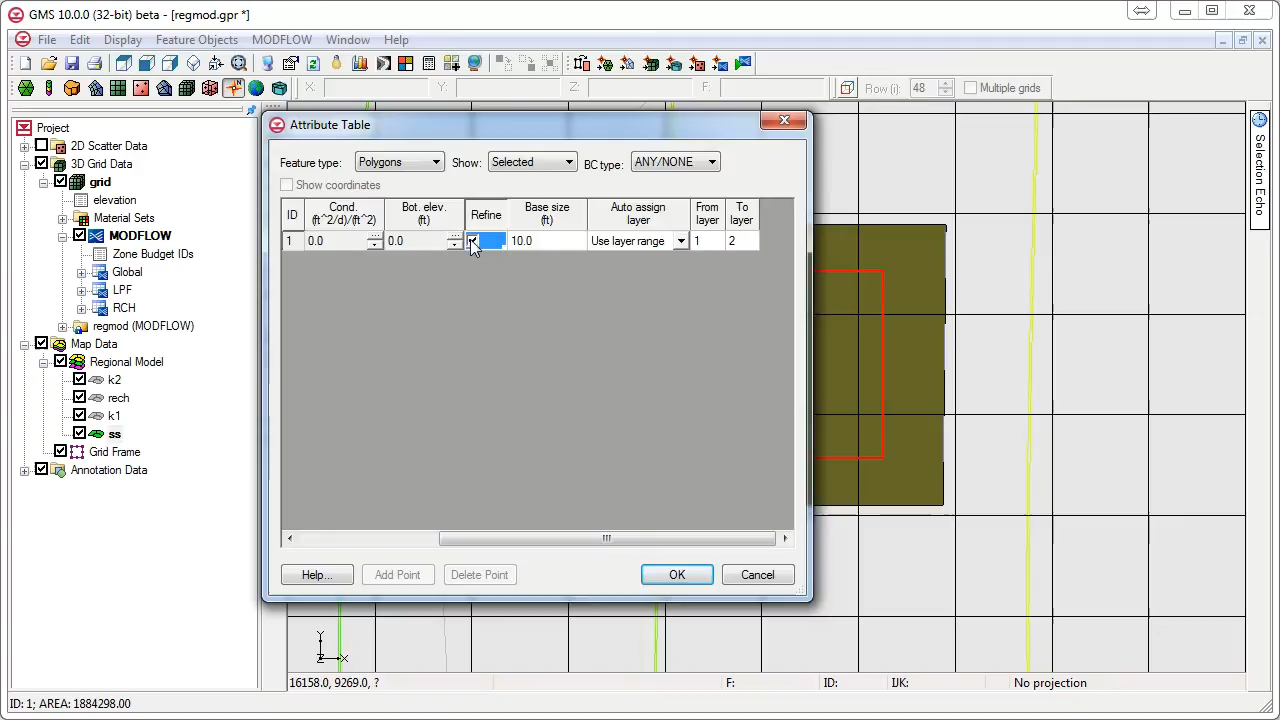 GMS 10.0.0 (32-bit) beta - [regmod.gpr *]
File Edit Display Feature Objects MODFLOW Window Help
X: Y: Z: F: Row (i): 48 Multiple grids
Project
2D Scatter Data
3D Grid Data
grid
elevation
Material Sets
MODFLOW
Zone Budget IDs
Global
LPF
RCH
regmod (MODFLOW)
Map Data
Regional Model
k2
rech
k1
ss
Grid Frame
Annotation Data
Attribute Table
Feature type: Polygons Show: Selected BC type: ANY/NONE
Show coordinates
ID Cond. (ft^2/d)/(ft^2) Bot. elev. (ft) Refine Base size (ft) Auto assign layer From layer To layer
1 0.0 0.0 10.0 Use layer range 1 2
Help... Add Point Delete Point OK Cancel
Selection Echo
Y
Z X
16158.0, 9269.0, ? F: ID: IJK: No projection
ID: 1; AREA: 1884298.00